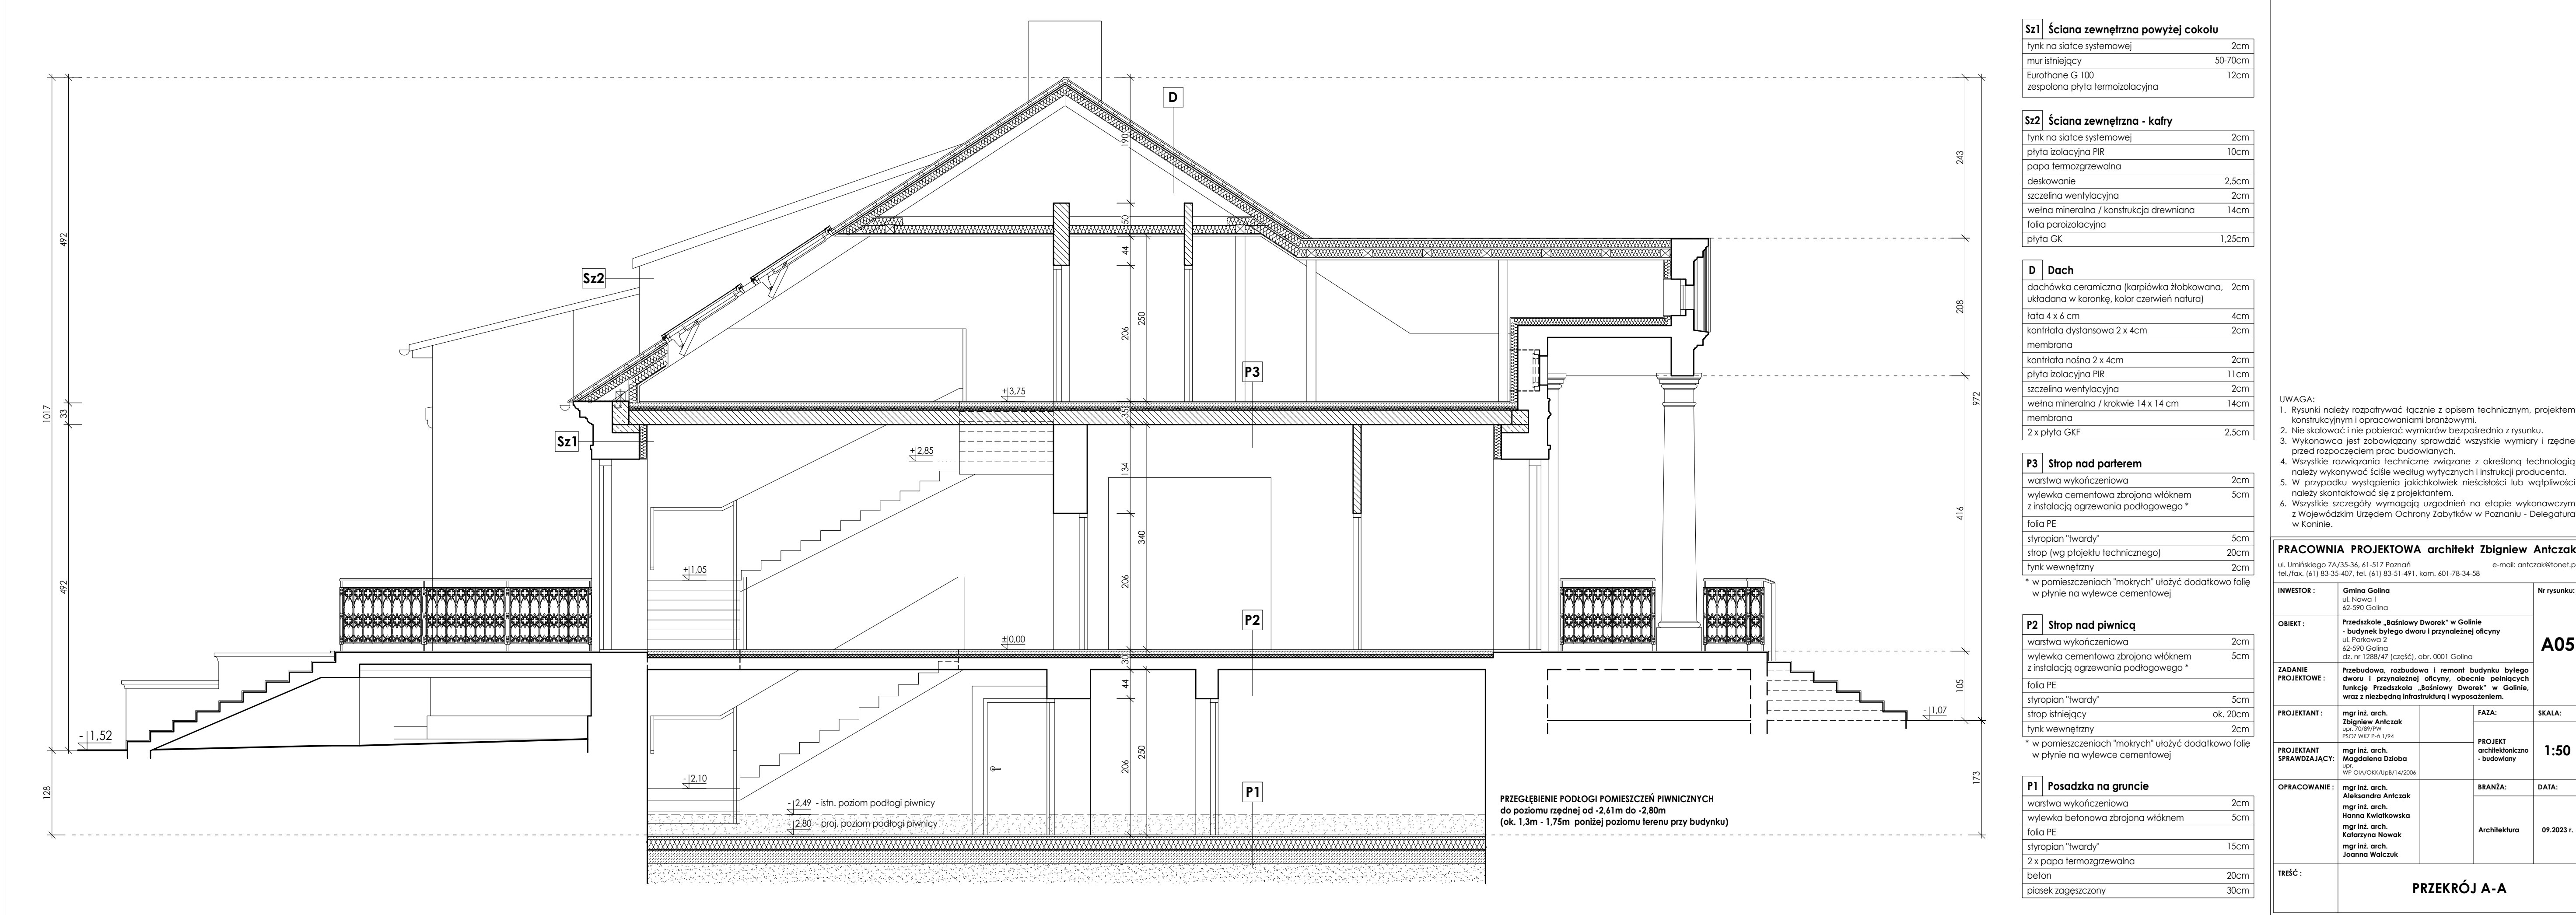 D
Sz2
Sz1
P3
P2
P1
492
33
492
1017
128
190
50
44
206
250
35
134
340
206
30
44
206
250
243
208
416
105
972
173
+3,75
+2,85
+1,05
±0,00
-1,52
-1,07
-2,10
-2,49 - istn. poziom podłogi piwnicy
-2,80 - proj. poziom podłogi piwnicy
PRZEGŁĘBIENIE PODŁOGI POMIESZCZEŃ PIWNICZNYCH
do poziomu rzędnej od -2,61m do -2,80m
(ok. 1,3m - 1,75m poniżej poziomu terenu przy budynku)
Sz1 Ściana zewnętrzna powyżej cokołu
tynk na siatce systemowej 2cm
mur istniejący 50-70cm
Eurothane G 100 12cm
zespolona płyta termoizolacyjna
Sz2 Ściana zewnętrzna - kafry
tynk na siatce systemowej 2cm
płyta izolacyjna PIR 10cm
papa termozgrzewalna
deskowanie 2,5cm
szczelina wentylacyjna 2cm
wełna mineralna / konstrukcja drewniana 14cm
folia paroizolacyjna
płyta GK 1,25cm
D Dach
dachówka ceramiczna (karpiówka żłobkowana, 2cm
układana w koronkę, kolor czerwień natura)
łata 4 x 6 cm 4cm
kontrłata dystansowa 2 x 4cm 2cm
membrana
kontrłata nośna 2 x 4cm 2cm
płyta izolacyjna PIR 11cm
szczelina wentylacyjna 2cm
wełna mineralna / krokwie 14 x 14 cm 14cm
membrana
2 x płyta GKF 2,5cm
P3 Strop nad parterem
warstwa wykończeniowa 2cm
wylewka cementowa zbrojona włóknem 5cm
z instalacją ogrzewania podłogowego *
folia PE
styropian "twardy" 5cm
strop (wg ptojektu technicznego) 20cm
tynk wewnętrzny 2cm
* w pomieszczeniach "mokrych" ułożyć dodatkowo folię
w płynie na wylewce cementowej
P2 Strop nad piwnicą
warstwa wykończeniowa 2cm
wylewka cementowa zbrojona włóknem 5cm
z instalacją ogrzewania podłogowego *
folia PE
styropian "twardy" 5cm
strop istniejący ok. 20cm
tynk wewnętrzny 2cm
* w pomieszczeniach "mokrych" ułożyć dodatkowo folię
w płynie na wylewce cementowej
P1 Posadzka na gruncie
warstwa wykończeniowa 2cm
wylewka betonowa zbrojona włóknem 5cm
folia PE
styropian "twardy" 15cm
2 x papa termozgrzewalna
beton 20cm
piasek zagęszczony 30cm
UWAGA:
1. Rysunki należy rozpatrywać łącznie z opisem technicznym, projektem
konstrukcyjnym i opracowaniami branżowymi.
2. Nie skalować i nie pobierać wymiarów bezpośrednio z rysunku.
3. Wykonawca jest zobowiązany sprawdzić wszystkie wymiary i rzędne
przed rozpoczęciem prac budowlanych.
4. Wszystkie rozwiązania techniczne związane z określoną technologią
należy wykonywać ściśle według wytycznych i instrukcji producenta.
5. W przypadku wystąpienia jakichkolwiek nieścisłości lub wątpliwości
należy skontaktować się z projektantem.
6. Wszystkie szczegóły wymagają uzgodnień na etapie wykonawczym
z Wojewódzkim Urzędem Ochrony Zabytków w Poznaniu - Delegatura
w Koninie.
PRACOWNIA PROJEKTOWA architekt Zbigniew Antczak
ul. Umińskiego 7A/35-36, 61-517 Poznań e-mail: antczak@tonet.p
tel./fax. (61) 83-35-407, tel. (61) 83-51-491, kom. 601-78-34-58
INWESTOR : Gmina Golina
ul. Nowa 1
62-590 Golina
Nr rysunku:
A05
OBIEKT : Przedszkole „Baśniowy Dworek" w Golinie
- budynek byłego dworu i przynależnej oficyny
ul. Parkowa 2
62-590 Golina
dz. nr 1288/47 (część), obr. 0001 Golina
ZADANIE
PROJEKTOWE :
Przebudowa, rozbudowa i remont budynku byłego
dworu i przynależnej oficyny, obecnie pełniących
funkcję Przedszkola „Baśniowy Dworek" w Golinie,
wraz z niezbędną infrastrukturą i wyposażeniem.
PROJEKTANT : mgr inż. arch.
Zbigniew Antczak
upr. 70/89/PW
PSOZ WKZ P-ń 1/94
FAZA:
PROJEKT
architektoniczno
- budowlany
SKALA:
1:50
PROJEKTANT
SPRAWDZAJĄCY:
mgr inż. arch.
Magdalena Dzioba
upr.
WP-OIA/OKK/UpB/14/2006
OPRACOWANIE : mgr inż. arch.
Aleksandra Antczak
mgr inż. arch.
Hanna Kwiatkowska
mgr inż. arch.
Katarzyna Nowak
mgr inż. arch.
Joanna Walczuk
BRANŻA:
Architektura
DATA:
09.2023 r.
TREŚĆ :
PRZEKRÓJ A-A